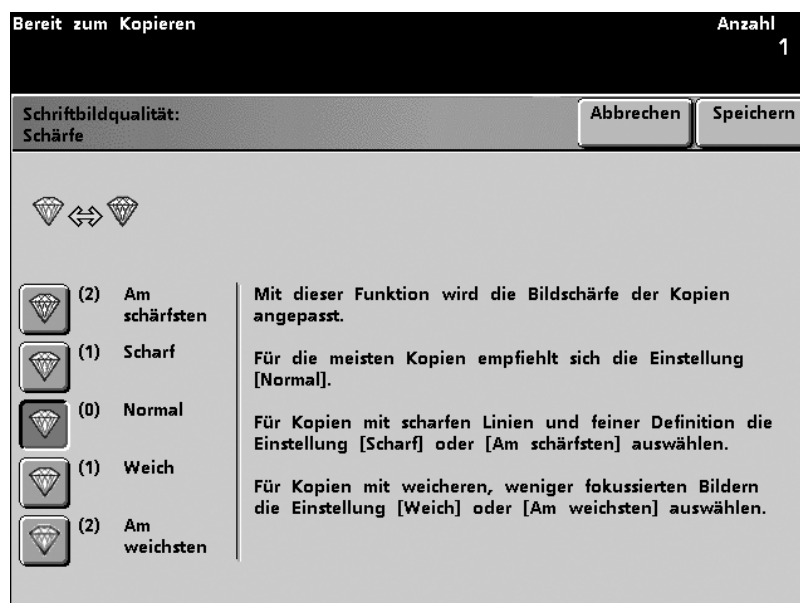 Bereit zum Kopieren
Anzahl
1
Schriftbildqualität:
Schärfe
Abbrechen
Speichern
(2) Am
schärfsten
(1) Scharf
(0) Normal
(1) Weich
(2) Am
weichsten
Mit dieser Funktion wird die Bildschärfe der Kopien
angepasst.
Für die meisten Kopien empfiehlt sich die Einstellung
[Normal].
Für Kopien mit scharfen Linien und feiner Definition die
Einstellung [Scharf] oder [Am schärfsten] auswählen.
Für Kopien mit weicheren, weniger fokussierten Bildern
die Einstellung [Weich] oder [Am weichsten] auswählen.